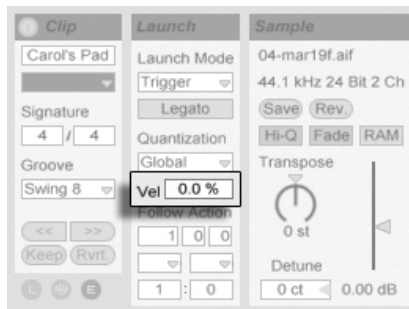 Clip
Carol's Pad
Signature
4 / 4
Groove
Swing 8
<< >>
Keep Rvrt.
L E
Launch
Launch Mode
Trigger
Legato
Quantization
Global
Vel 0.0 %
Follow Action
1 0 0
1 : 0
Sample
04-mar19f.aif
44.1 kHz 24 Bit 2 Ch
Save Rev.
Hi-Q Fade RAM
Transpose
0 st
Detune
0 ct 0.00 dB